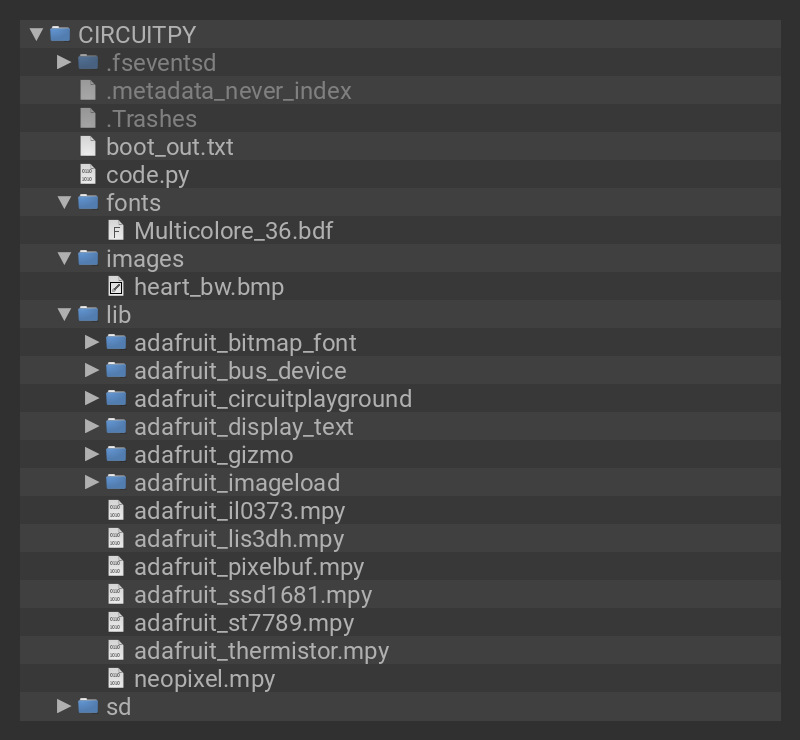 CIRCUITPY
.fseventsd
.metadata_never_index
.Trashes
boot_out.txt
code.py
fonts
Multicolore_36.bdf
images
heart_bw.bmp
lib
adafruit_bitmap_font
adafruit_bus_device
adafruit_circuitplayground
adafruit_display_text
adafruit_gizmo
adafruit_imageload
adafruit_il0373.mpy
adafruit_lis3dh.mpy
adafruit_pixelbuf.mpy
adafruit_ssd1681.mpy
adafruit_st7789.mpy
adafruit_thermistor.mpy
neopixel.mpy
sd